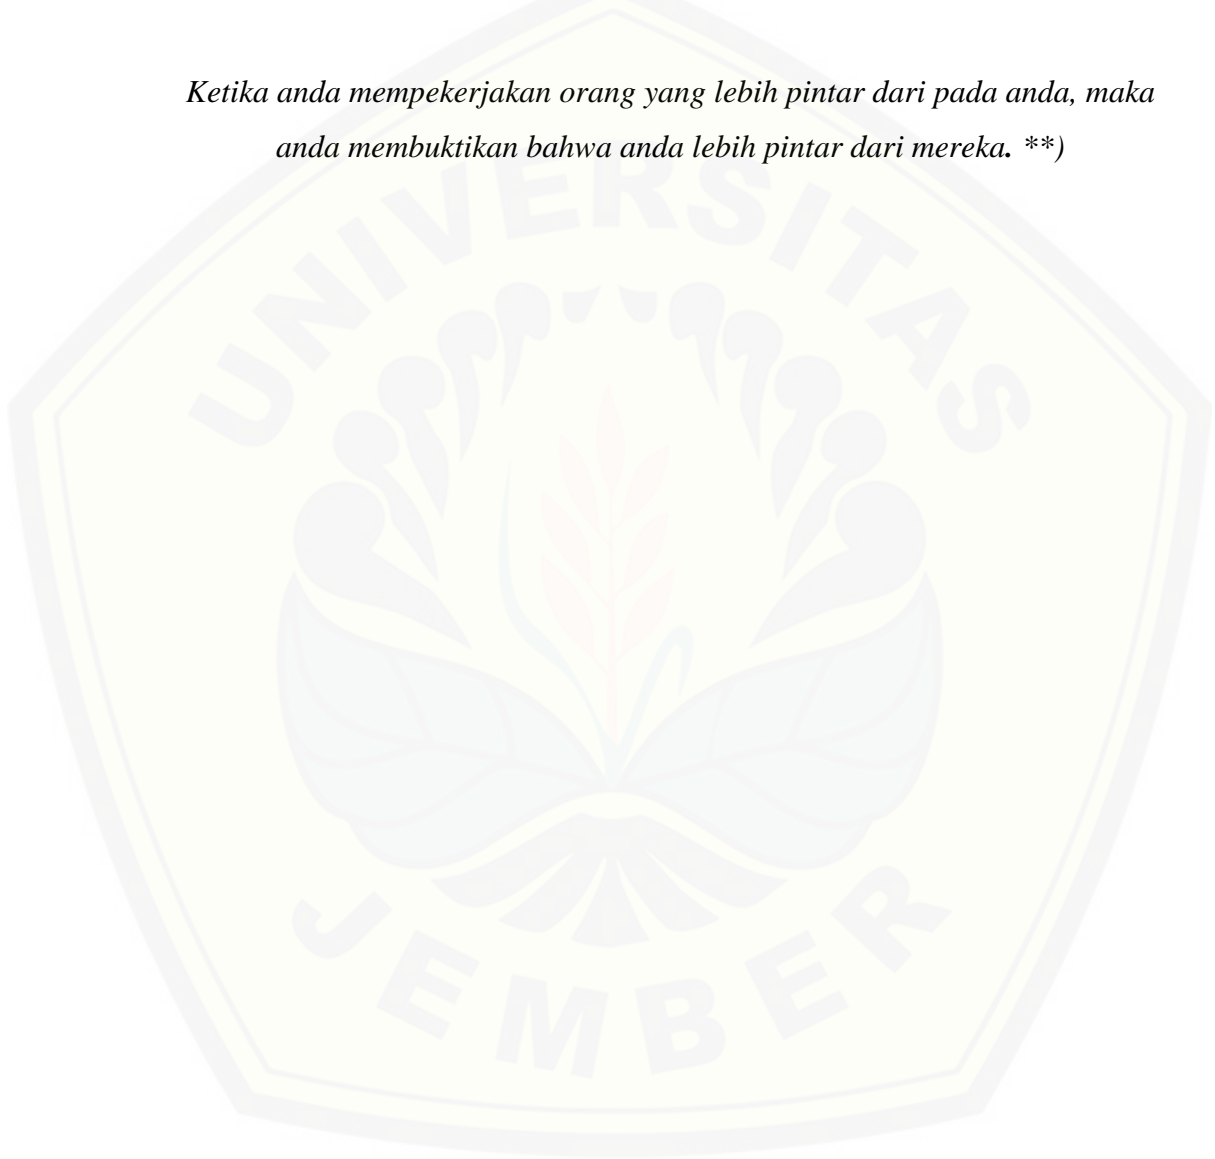 Ketika anda mempekerjakan orang yang lebih pintar dari pada anda, maka
anda membuktikan bahwa anda lebih pintar dari mereka. **)
UNIVERSITAS
JEMBER